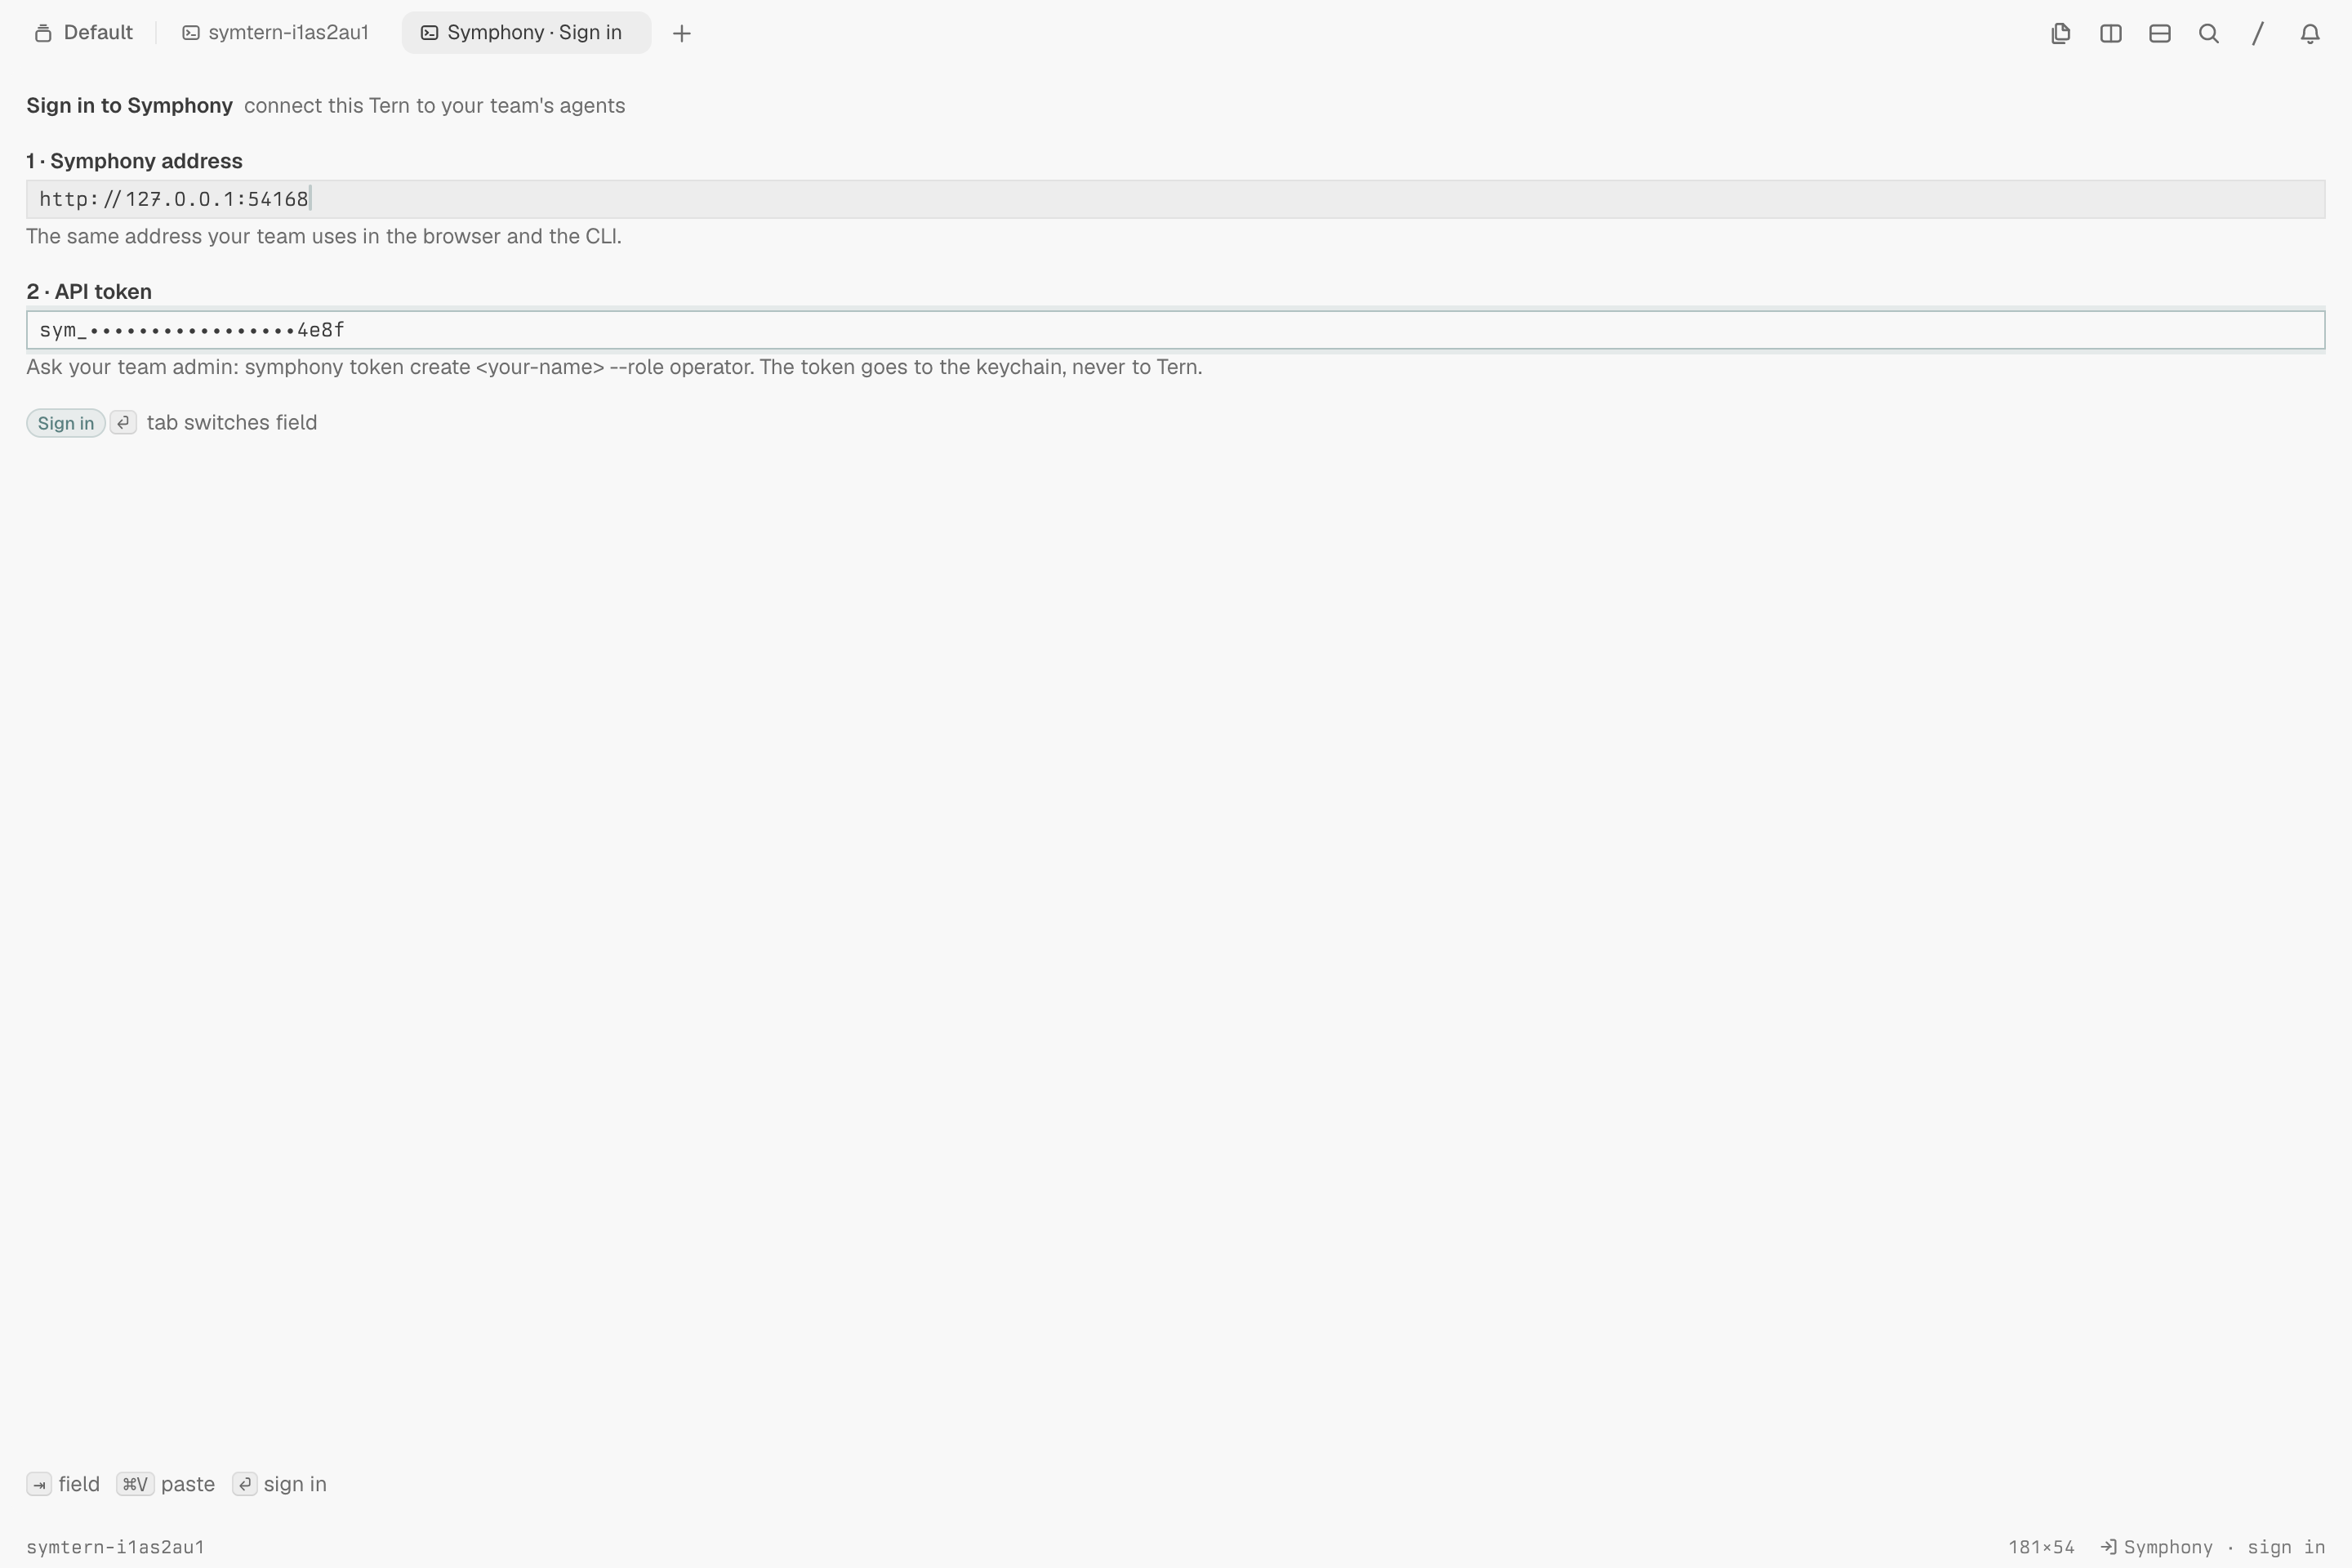 Default symtern-i1as2au1 Symphony · Sign in
Sign in to Symphony connect this Tern to your team's agents
1 · Symphony address
http://127.0.0.1:54168
The same address your team uses in the browser and the CLI.
2 · API token
sym_•••••••••••••••••4e8f
Ask your team admin: symphony token create <your-name> --role operator. The token goes to the keychain, never to Tern.
Sign in tab switches field
field ⌘V paste sign in
symtern-i1as2au1 181×54 Symphony · sign in